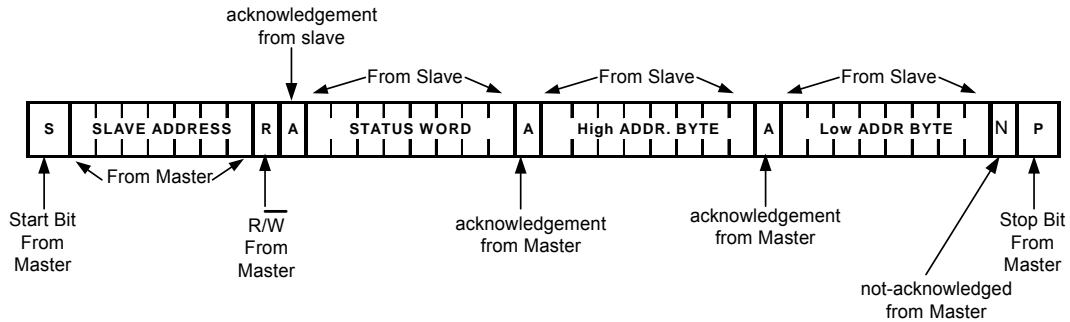 acknowledgement
from slave
From Slave
From Slave
From Slave
S SLAVE ADDRESS R A STATUS WORD A High ADDR. BYTE A Low ADDR BYTE N P
From Master
Start Bit
From
Master
R/W̅
From
Master
acknowledgement
from Master
acknowledgement
from Master
Stop Bit
From
Master
not-acknowledged
from Master